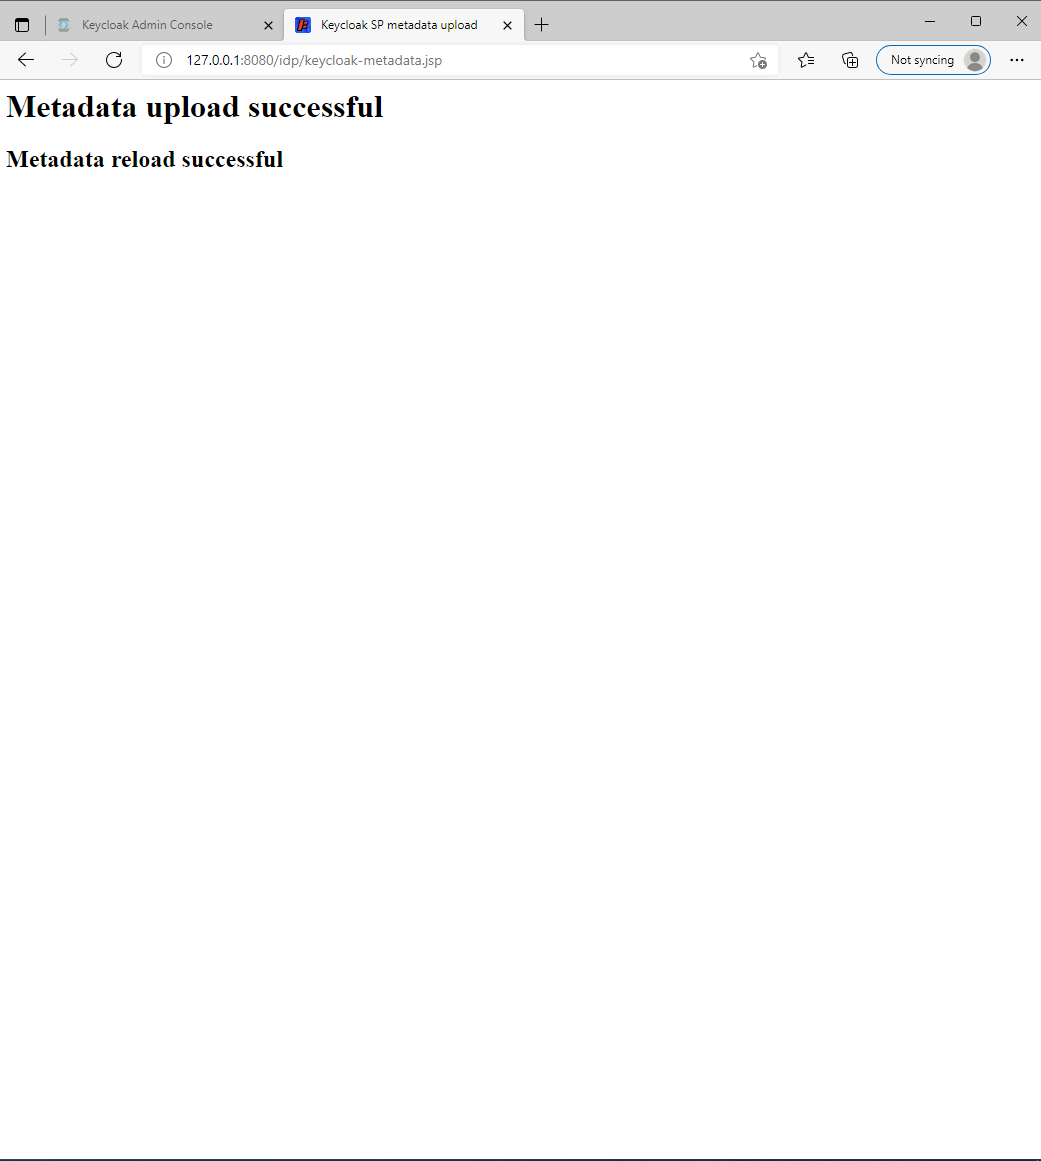 Keycloak Admin Console
Keycloak SP metadata upload
127.0.0.1:8080/idp/keycloak-metadata.jsp
Not syncing
Metadata upload successful
Metadata reload successful